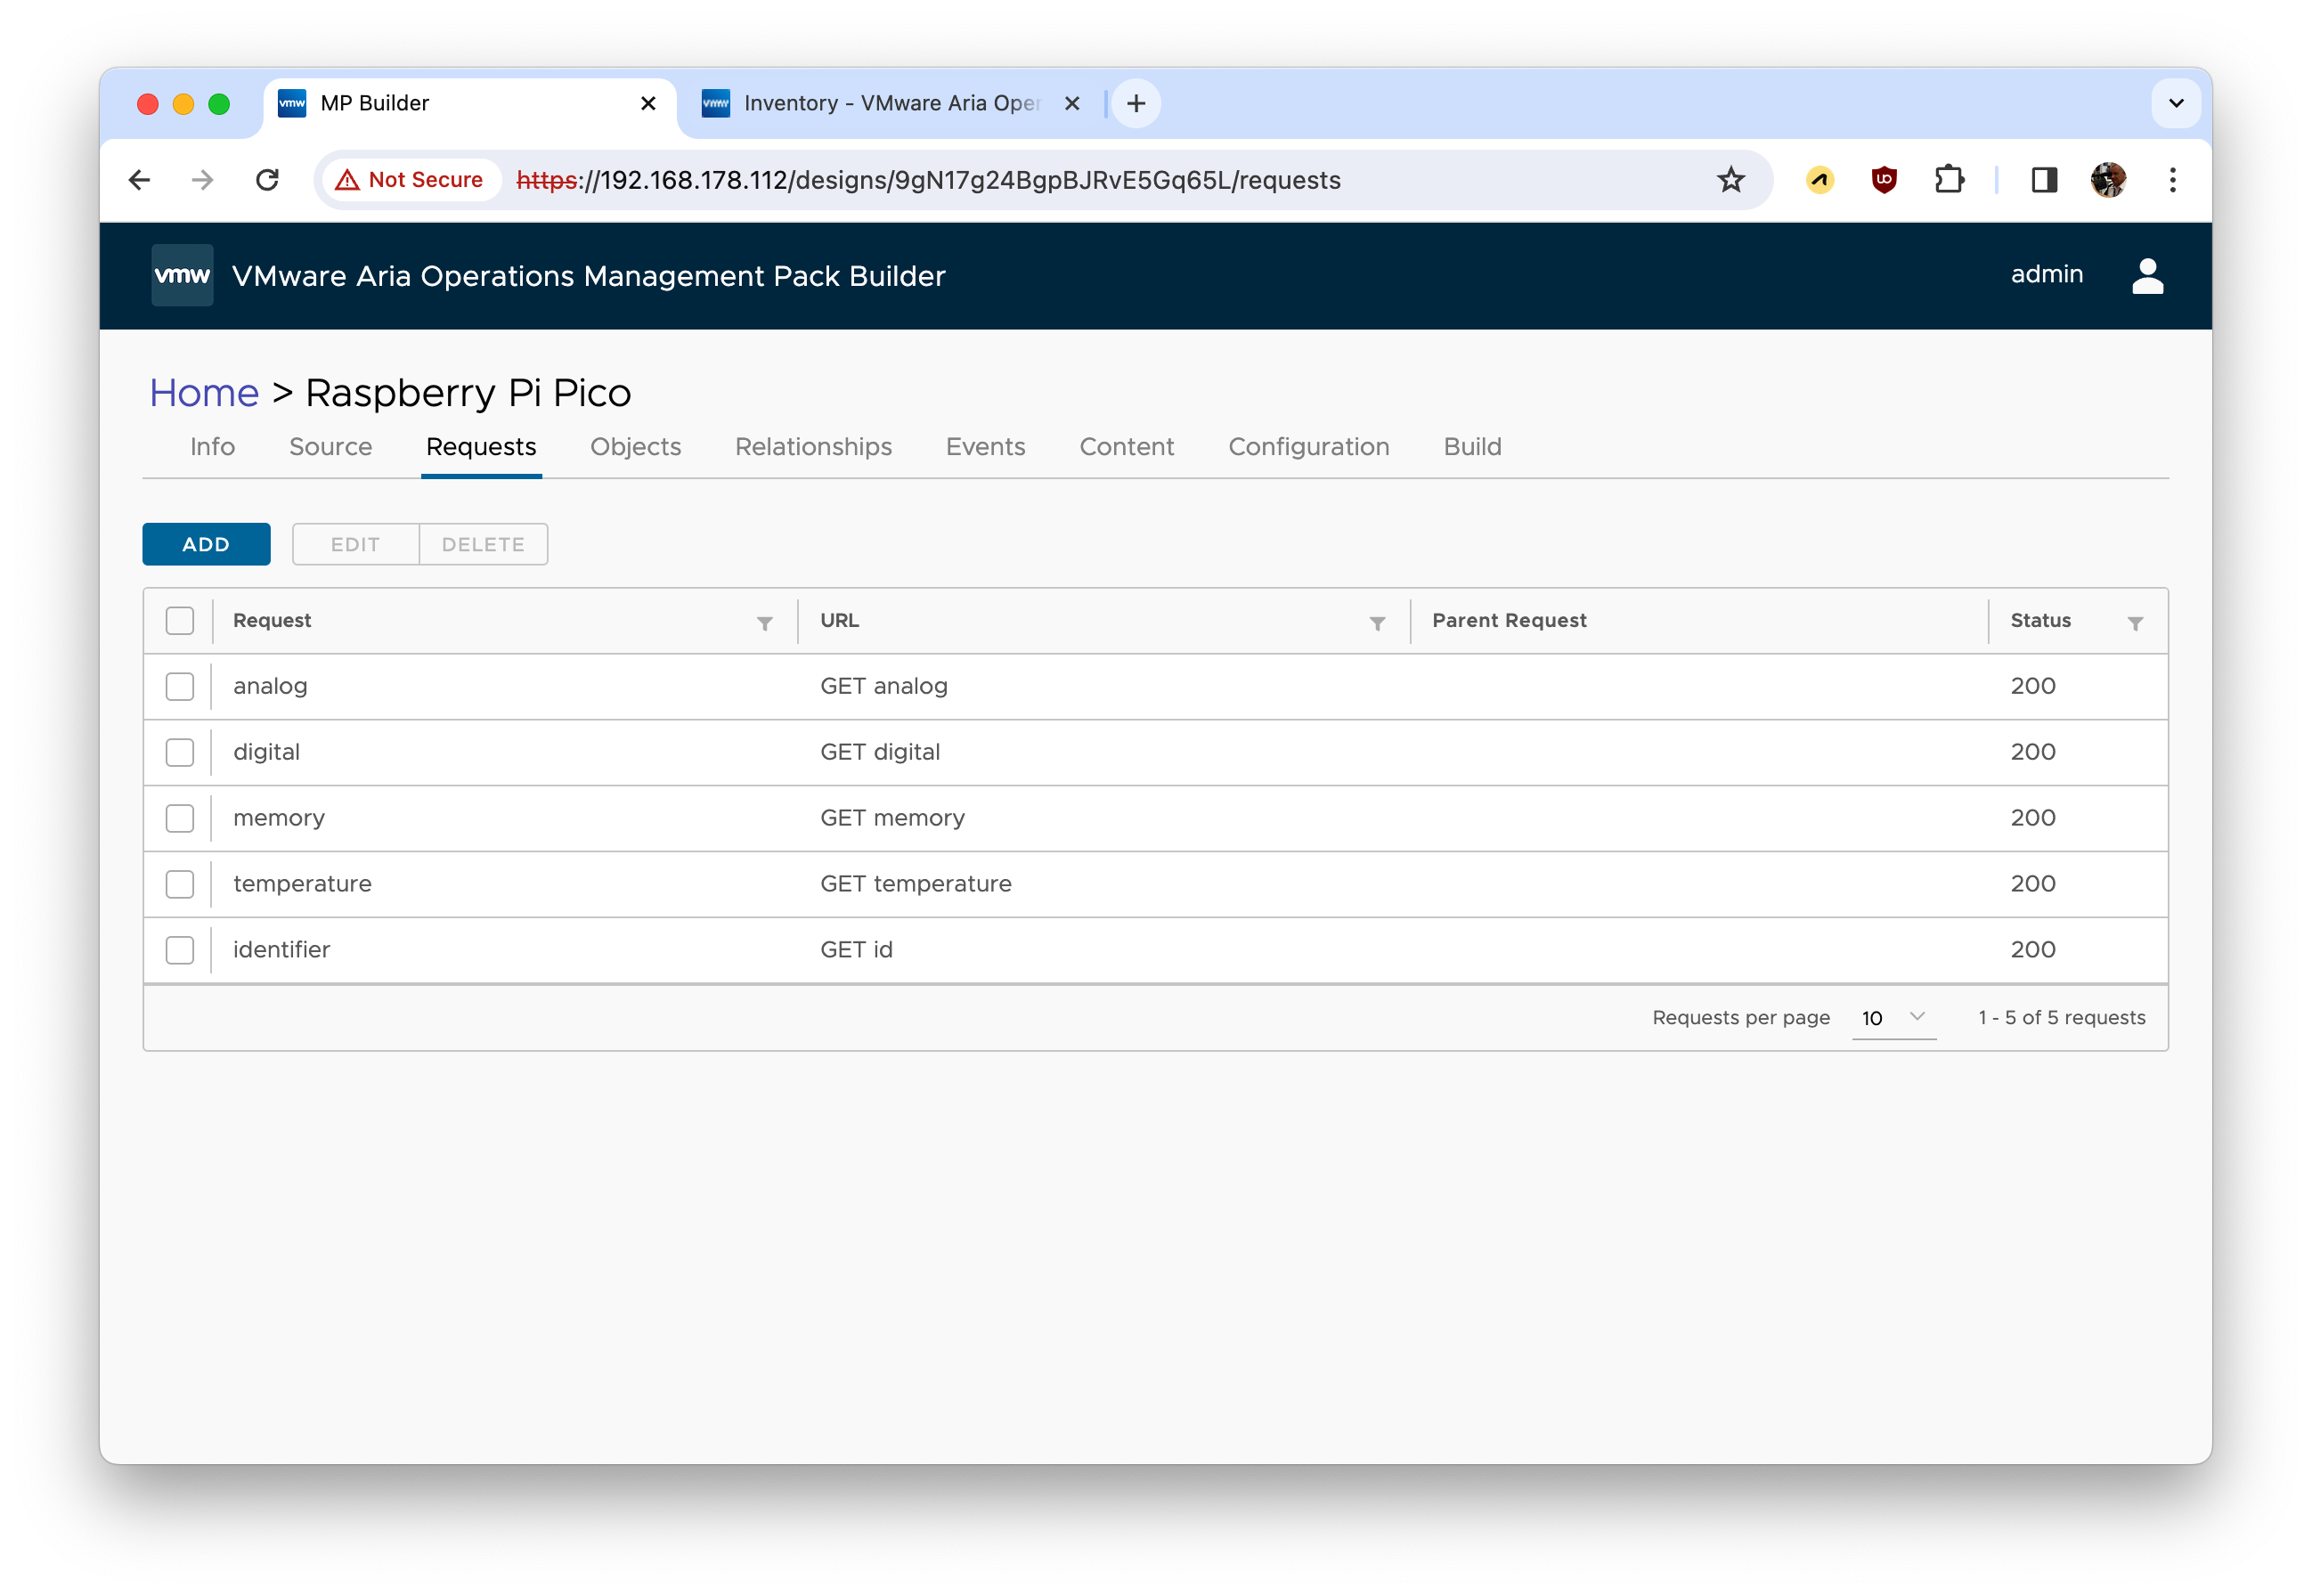 vmw MP Builder
vmw Inventory - VMware Aria Oper
Not Secure https://192.168.178.112/designs/9gN17g24BgpBJRvE5Gq65L/requests
vmw VMware Aria Operations Management Pack Builder admin
Home > Raspberry Pi Pico
Info Source Requests Objects Relationships Events Content Configuration Build
ADD EDIT DELETE
Request URL Parent Request Status
analog GET analog 200
digital GET digital 200
memory GET memory 200
temperature GET temperature 200
identifier GET id 200
Requests per page 10 1 - 5 of 5 requests